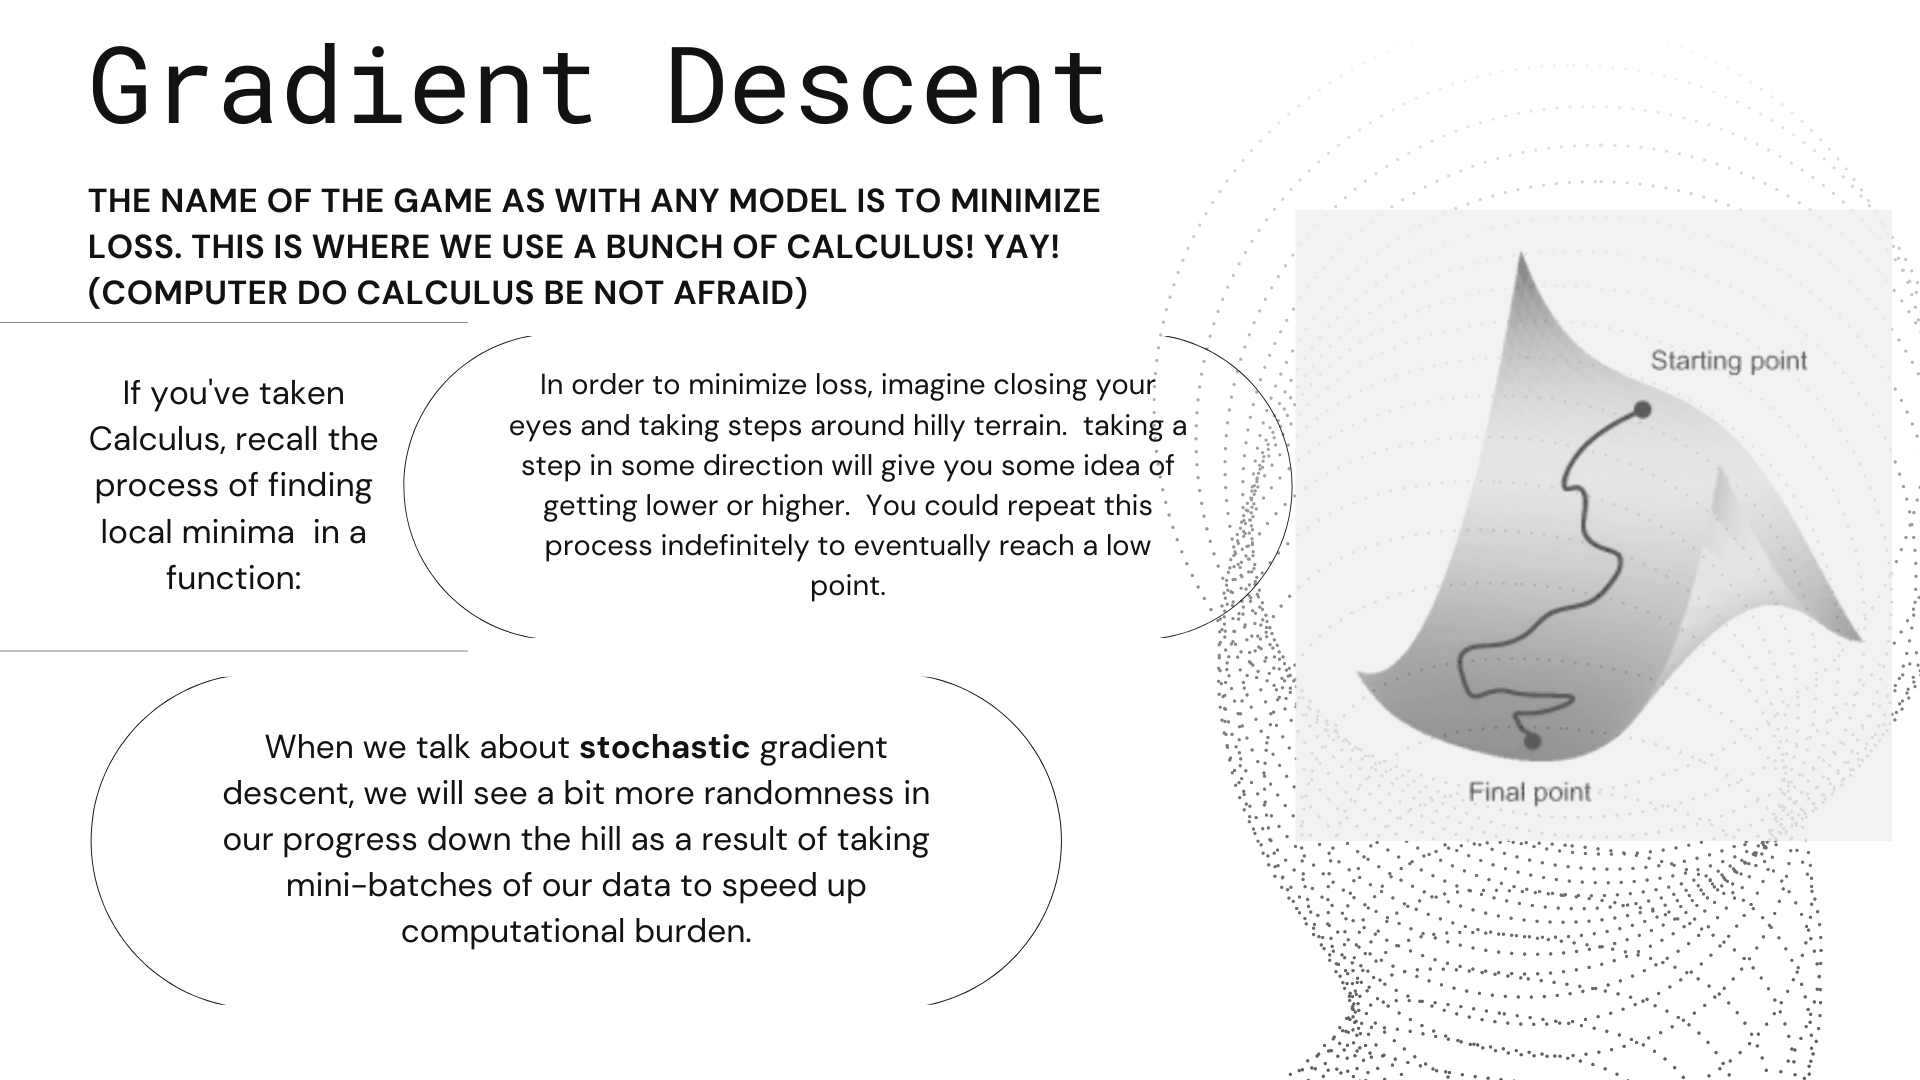 Gradient Descent
THE NAME OF THE GAME AS WITH ANY MODEL IS TO MINIMIZE
LOSS. THIS IS WHERE WE USE A BUNCH OF CALCULUS! YAY!
(COMPUTER DO CALCULUS BE NOT AFRAID)
If you've taken
Calculus, recall the
process of finding
local minima  in a
function:
In order to minimize loss, imagine closing your
eyes and taking steps around hilly terrain.  taking a
step in some direction will give you some idea of
getting lower or higher.  You could repeat this
process indefinitely to eventually reach a low
point.
When we talk about stochastic gradient
descent, we will see a bit more randomness in
our progress down the hill as a result of taking
mini-batches of our data to speed up
computational burden.
Starting point
Final point